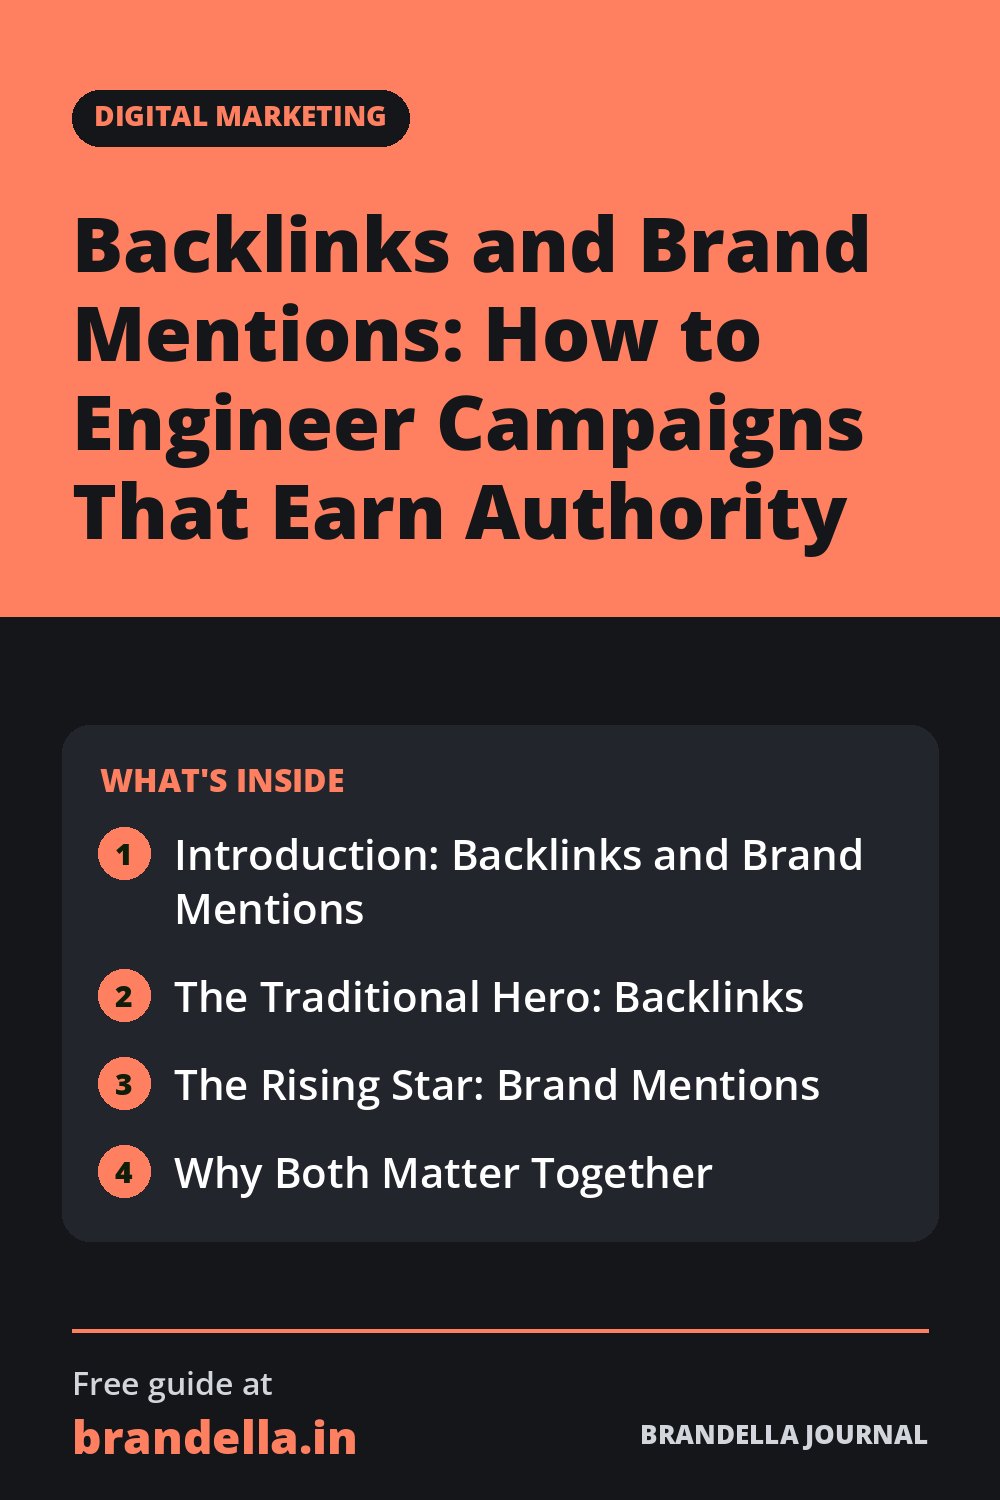 DIGITAL MARKETING
Backlinks and Brand
Mentions: How to
Engineer Campaigns
That Earn Authority
WHAT'S INSIDE
1 Introduction: Backlinks and Brand
Mentions
2 The Traditional Hero: Backlinks
3 The Rising Star: Brand Mentions
4 Why Both Matter Together
Free guide at
brandella.in
BRANDELLA JOURNAL